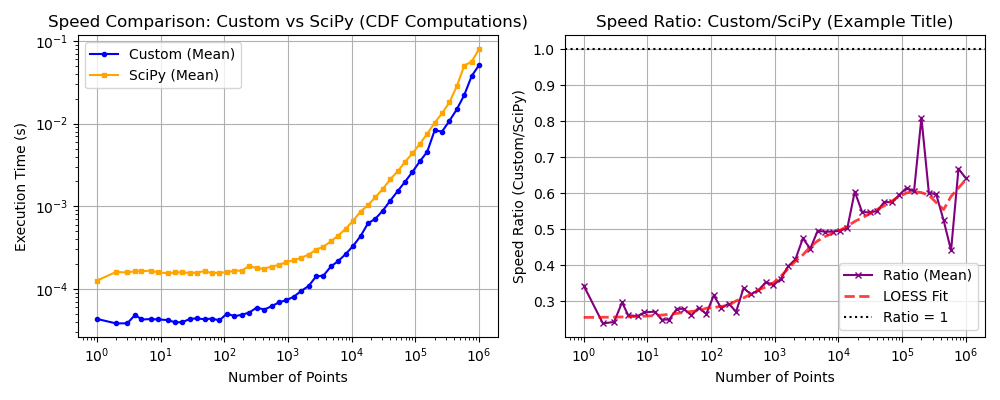 Speed Comparison: Custom vs SciPy (CDF Computations)
10⁻¹
10⁻²
10⁻³
10⁻⁴
Execution Time (s)
Custom (Mean)
SciPy (Mean)
10⁰ 10¹ 10² 10³ 10⁴ 10⁵ 10⁶
Number of Points
Speed Ratio: Custom/SciPy (Example Title)
1.0
0.9
0.8
0.7
0.6
0.5
0.4
0.3
Speed Ratio (Custom/SciPy)
Ratio (Mean)
LOESS Fit
Ratio = 1
10⁰ 10¹ 10² 10³ 10⁴ 10⁵ 10⁶
Number of Points